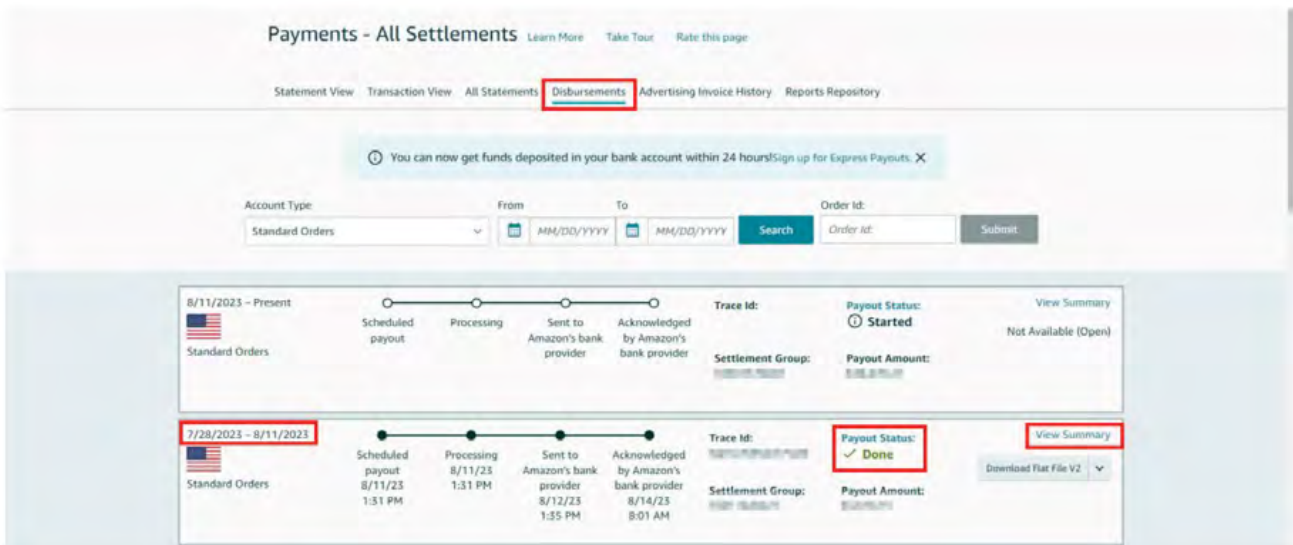 Payments - All Settlements Learn More Take Tour Rate this page
Statement View Transaction View All Statements Disbursements Advertising Invoice History Reports Repository
You can now get funds deposited in your bank account within 24 hours!Sign up for Express Payouts. X
Account Type From To Order Id:
Standard Orders MM/DD/YYYY MM/DD/YYYY Search Order Id: Submit
8/11/2023 - Present
Standard Orders
Scheduled
payout
Processing
Sent to
Amazon's bank
provider
Acknowledged
by Amazon's
bank provider
Trace Id:
Settlement Group:
Payout Status:
Started
Payout Amount:
View Summary
Not Available (Open)
7/28/2023 - 8/11/2023
Standard Orders
Scheduled
payout
8/11/23
1:31 PM
Processing
8/11/23
1:31 PM
Sent to
Amazon's bank
provider
8/12/23
1:35 PM
Acknowledged
by Amazon's
bank provider
8/14/23
8:01 AM
Trace Id:
Settlement Group:
Payout Status:
Done
Payout Amount:
View Summary
Download Flat File V2